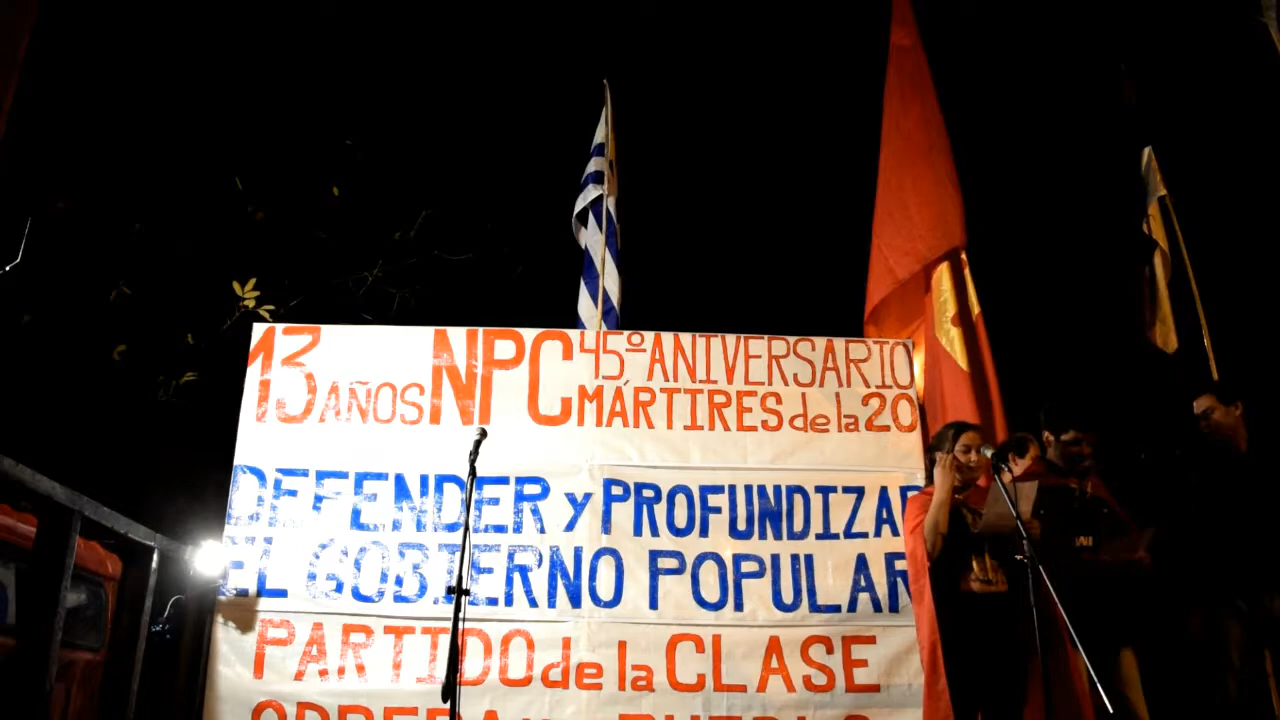 13 AÑOS NPC 45º ANIVERSARIO
MÁRTIRES de la 20
DEFENDER y PROFUNDIZAR
EL GOBIERNO POPULAR
PARTIDO de la CLASE